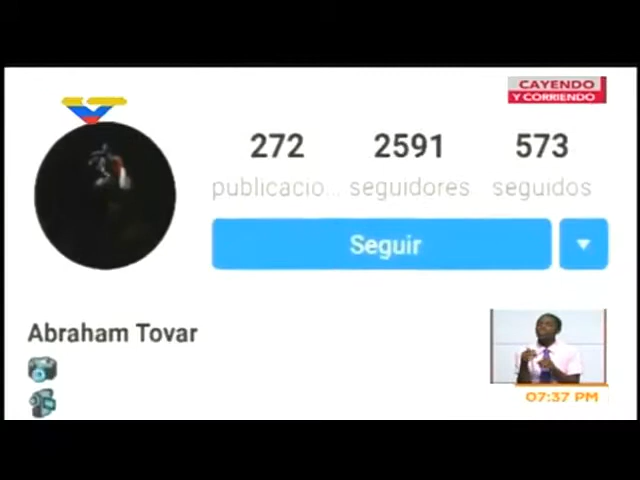 CAYENDO
Y CORRIENDO
272 2591 573
publicacio... seguidores seguidos
Seguir
Abraham Tovar
07:37 PM